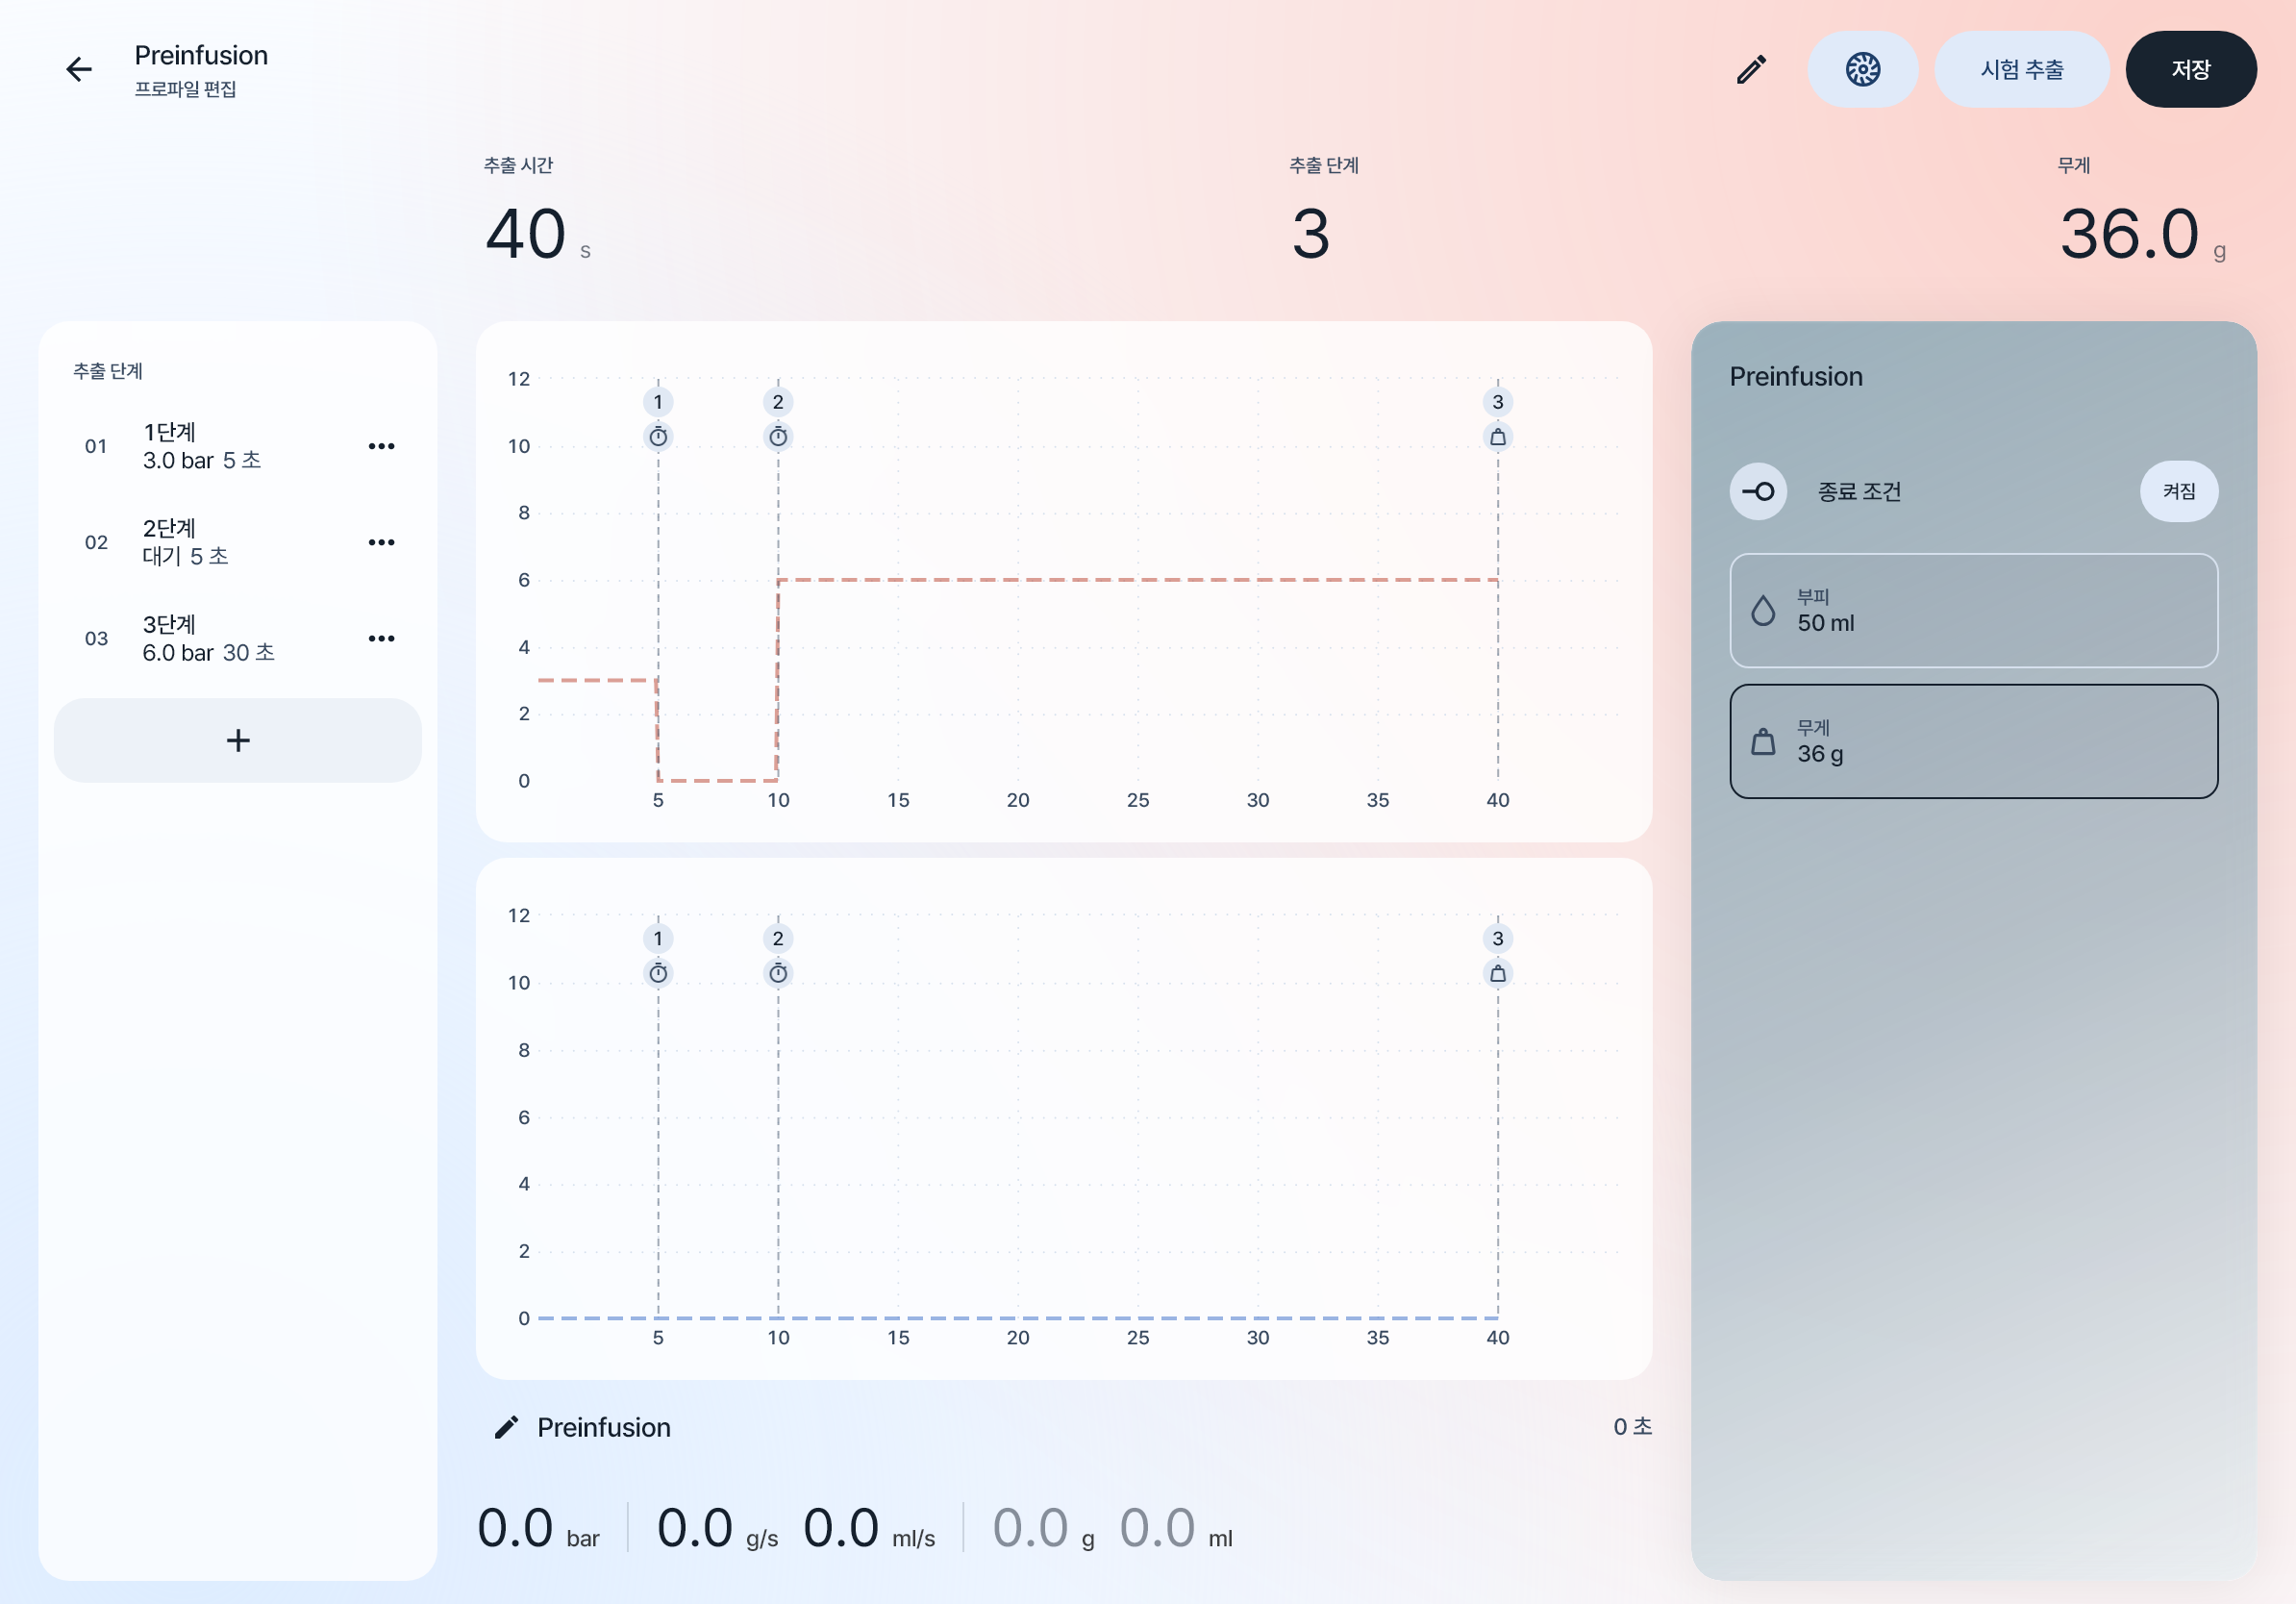 Preinfusion
프로파일 편집
시험 추출
저장
추출 시간
40 s
추출 단계
3
무게
36.0 g
추출 단계
01
1단계
3.0 bar 5 초
02
2단계
대기 5 초
03
3단계
6.0 bar 30 초
12
10
8
6
4
2
0
1
2
3
5 10 15 20 25 30 35 40
12
10
8
6
4
2
0
1
2
3
5 10 15 20 25 30 35 40
Preinfusion
0 초
0.0 bar 0.0 g/s 0.0 ml/s 0.0 g 0.0 ml
Preinfusion
종료 조건
켜짐
부피
50 ml
무게
36 g